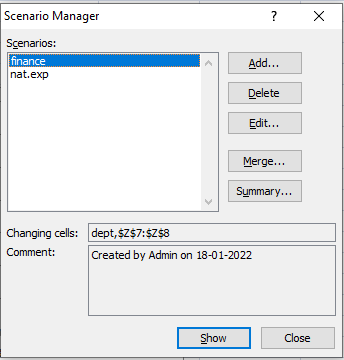 Scenario Manager
?
Scenarios:
finance
nat.exp
Add...
Delete
Edit...
Merge...
Summary...
Changing cells:
dept,$Z$7:$Z$8
Comment:
Created by Admin on 18-01-2022
Show
Close